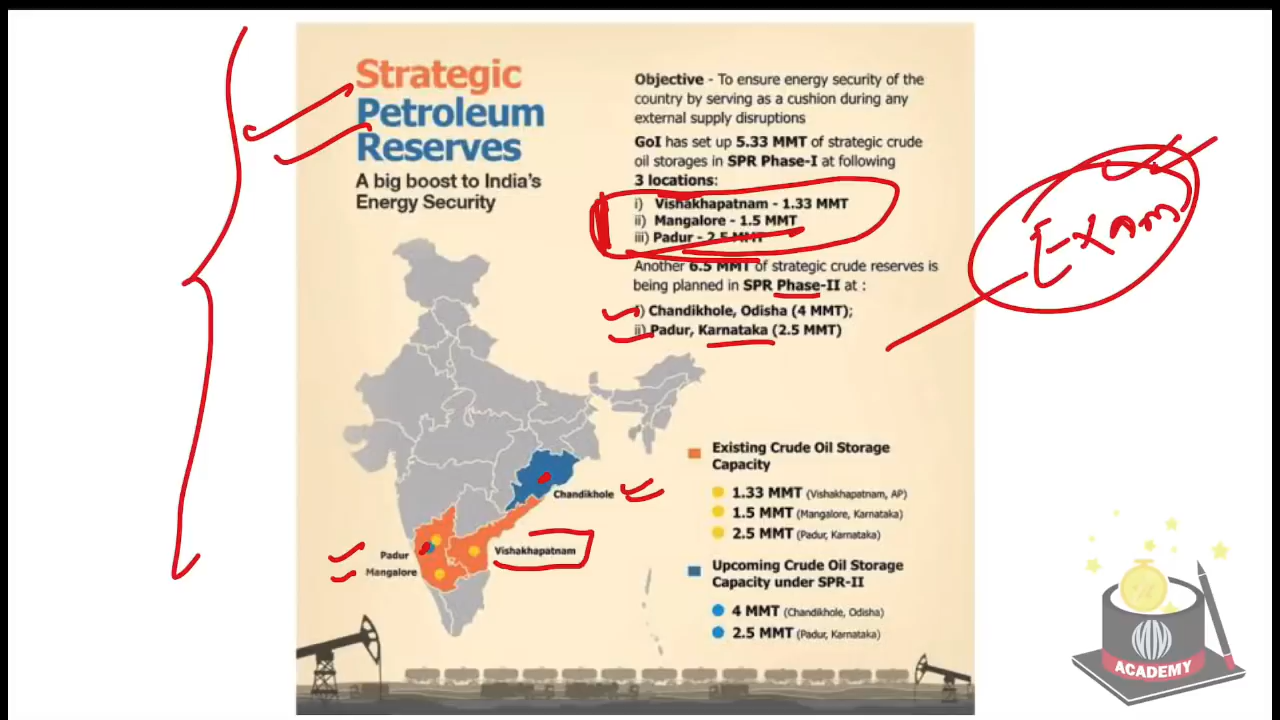 Strategic
Petroleum
Reserves
A big boost to India's
Energy Security
Objective - To ensure energy security of the
country by serving as a cushion during any
external supply disruptions
GoI has set up 5.33 MMT of strategic crude
oil storages in SPR Phase-I at following
3 locations:
i) Vishakhapatnam - 1.33 MMT
ii) Mangalore - 1.5 MMT
iii) Padur - 2.5 MMT
Another 6.5 MMT of strategic crude reserves is
being planned in SPR Phase-II at :
i) Chandikhole, Odisha (4 MMT);
ii) Padur, Karnataka (2.5 MMT)
Exam
Existing Crude Oil Storage
Capacity
1.33 MMT (Vishakhapatnam, AP)
1.5 MMT (Mangalore, Karnataka)
2.5 MMT (Padur, Karnataka)
Chandikhole
Vishakhapatnam
Padur
Mangalore
Upcoming Crude Oil Storage
Capacity under SPR-II
4 MMT (Chandikhole, Odisha)
2.5 MMT (Padur, Karnataka)
ACADEMY